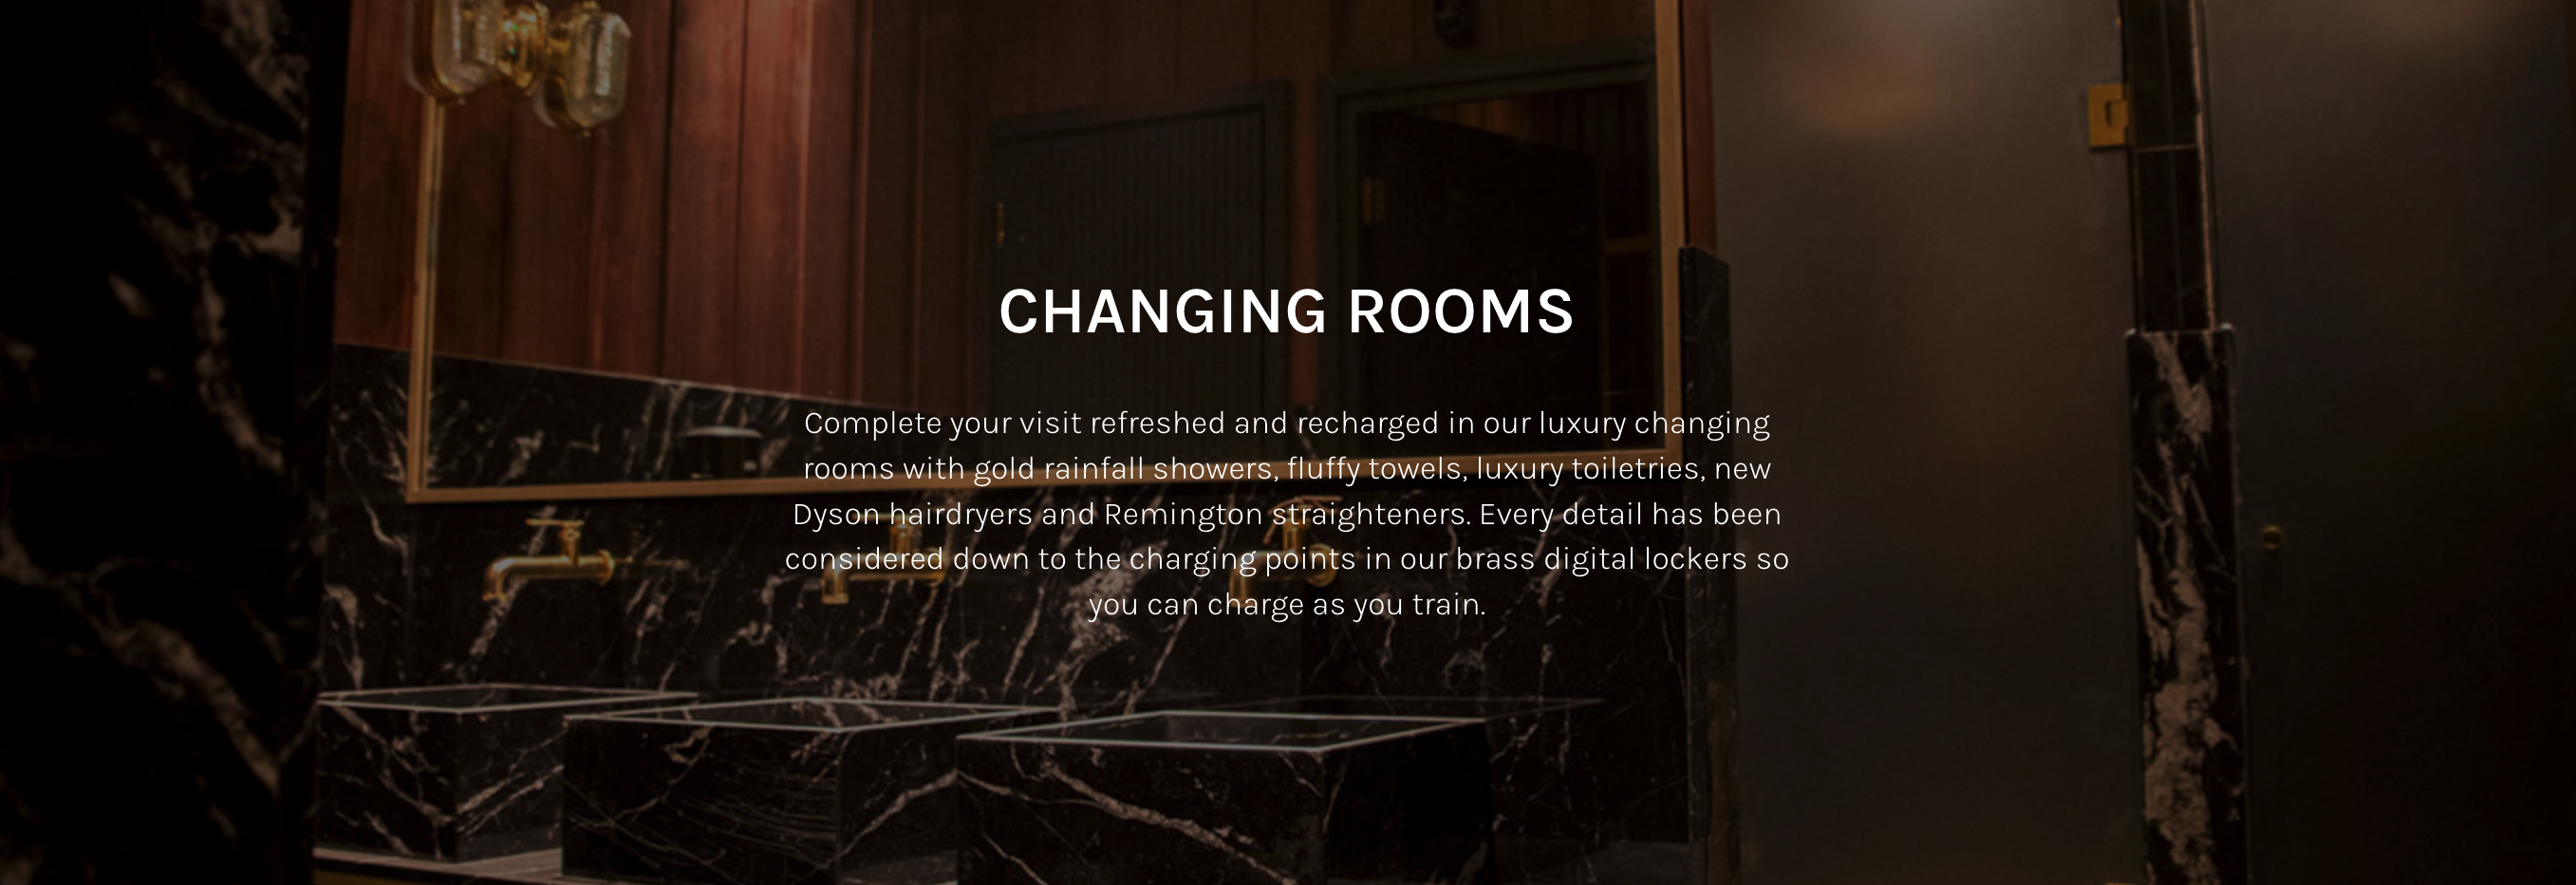 CHANGING ROOMS
Complete your visit refreshed and recharged in our luxury changing
rooms with gold rainfall showers, fluffy towels, luxury toiletries, new
Dyson hairdryers and Remington straighteners. Every detail has been
considered down to the charging points in our brass digital lockers so
you can charge as you train.